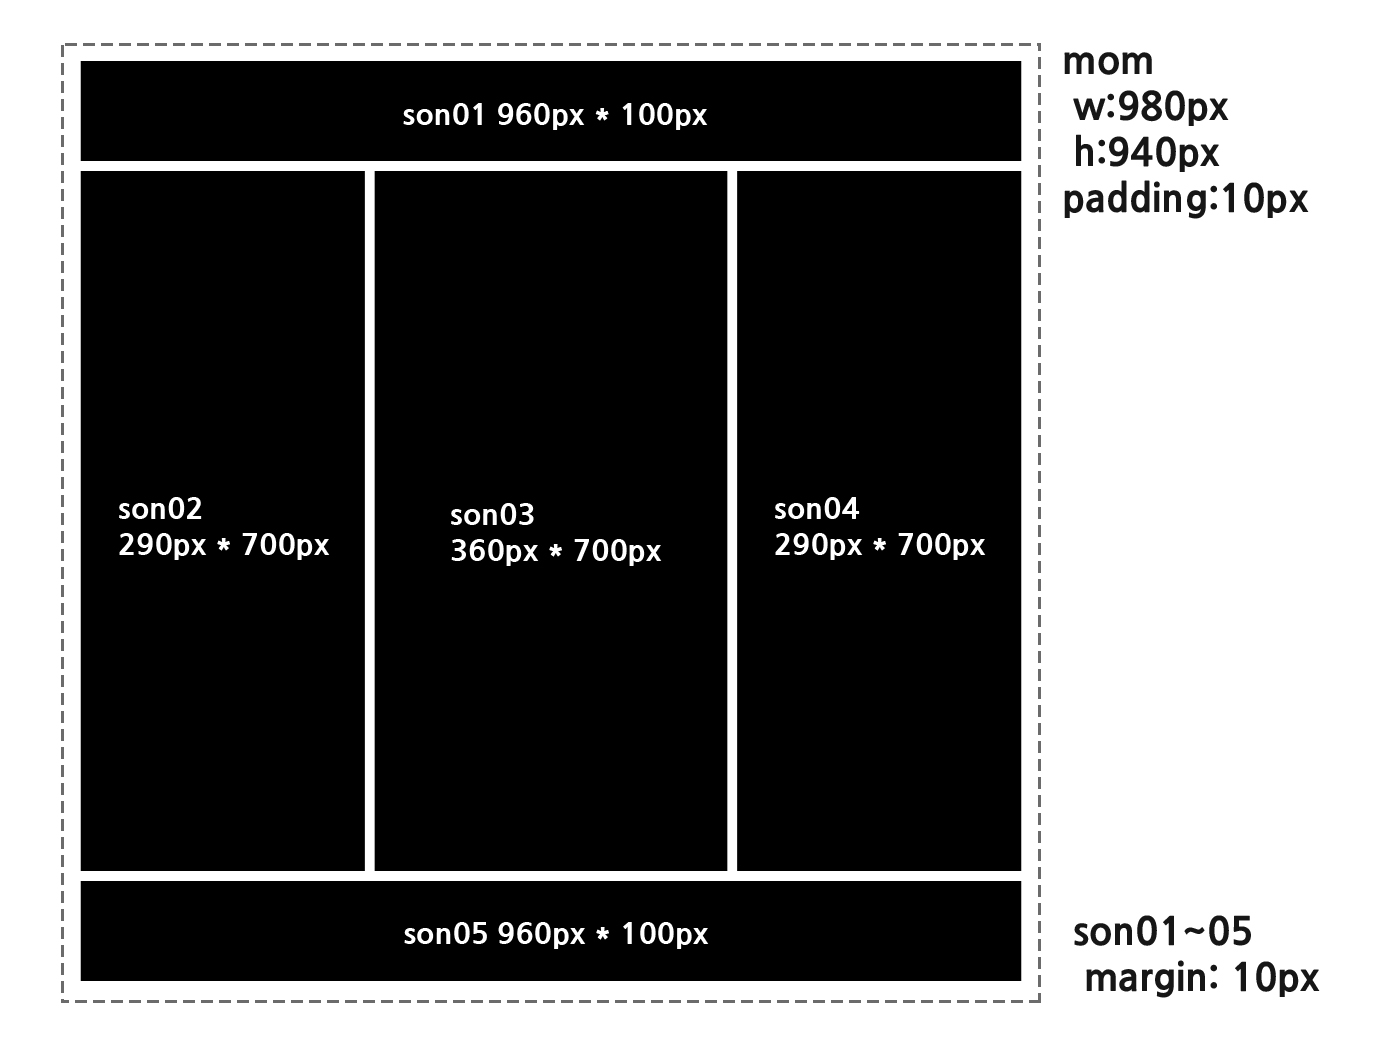 son01 960px * 100px
mom
w:980px
h:940px
padding:10px
son02
290px * 700px
son03
360px * 700px
son04
290px * 700px
son05 960px * 100px
son01~05
margin: 10px